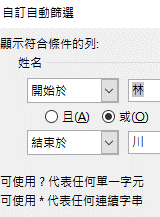 自訂自動篩選
顯示符合條件的列:
姓名
開始於 林
且(A) 或(O)
結束於 川
可使用 ? 代表任何單一字元
可使用 * 代表任何連續字串